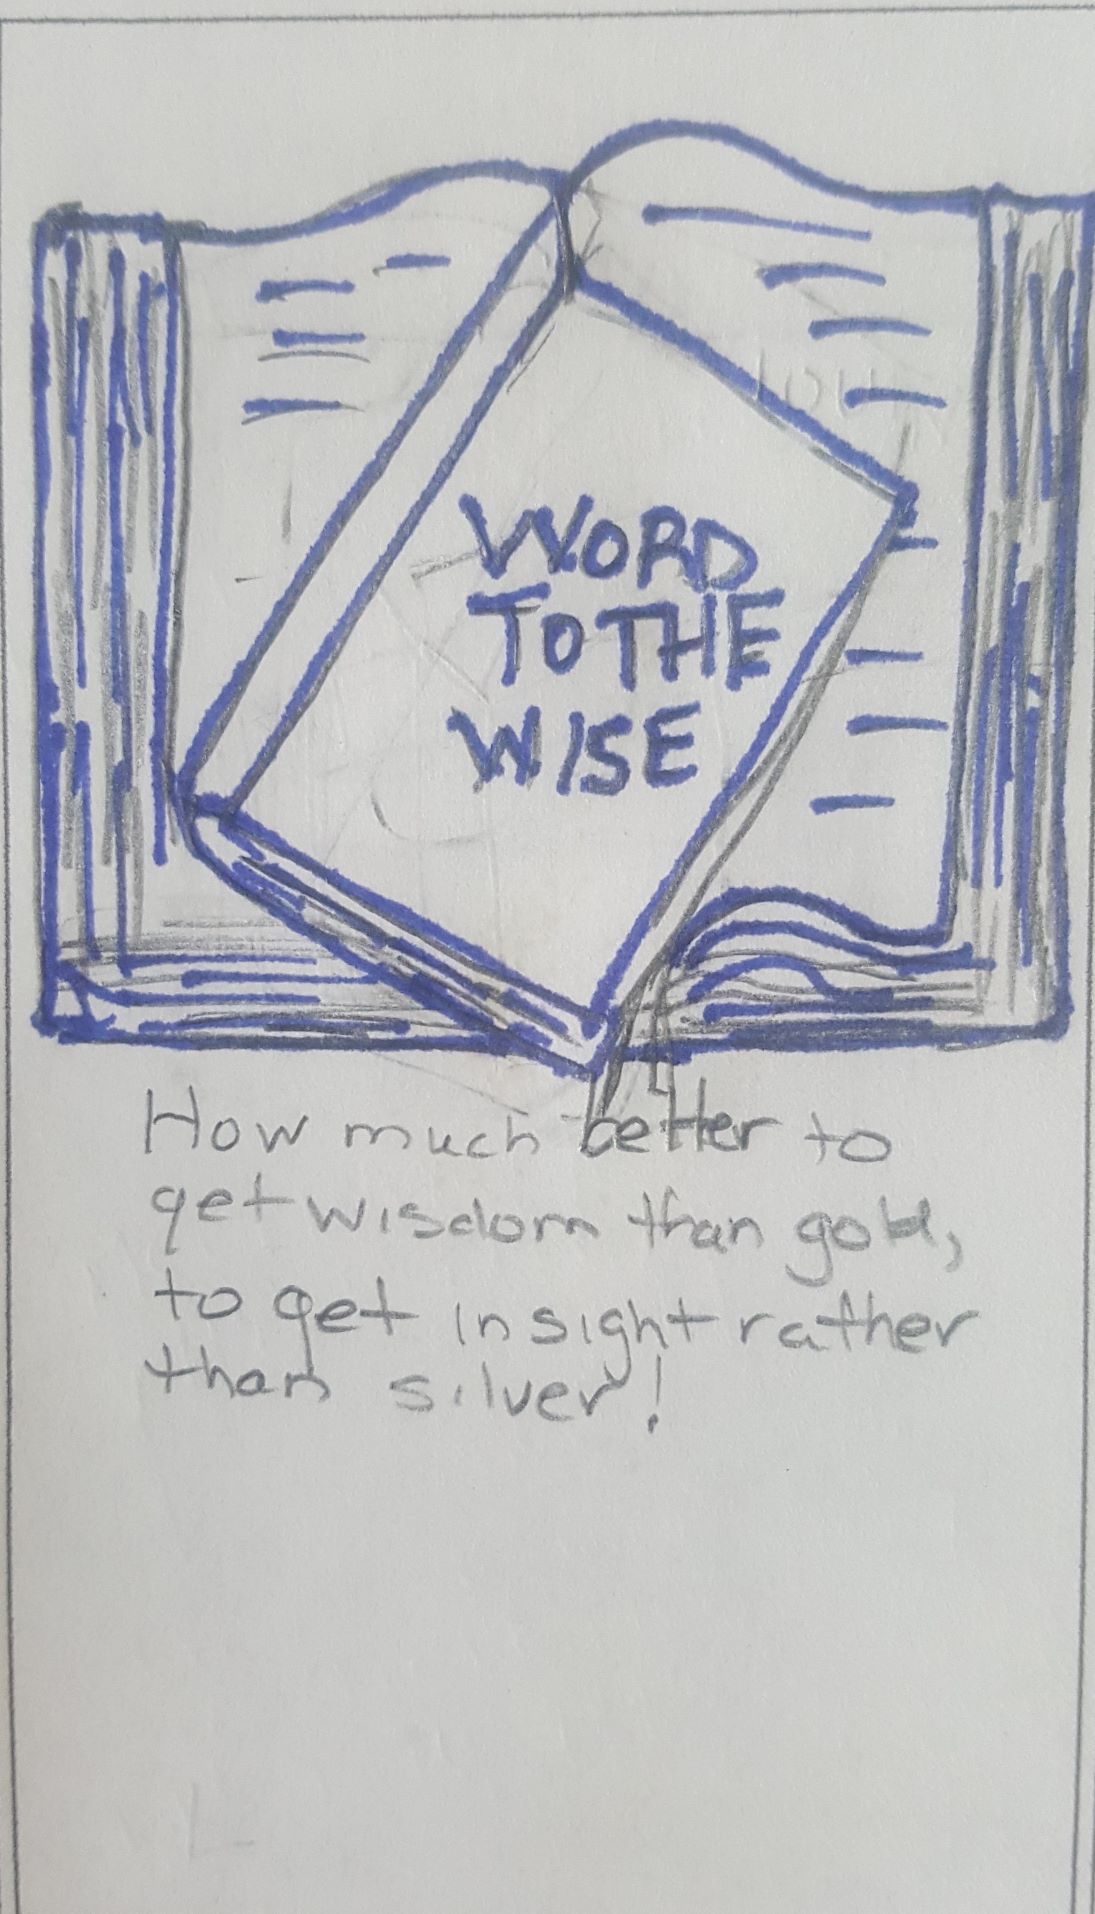 WORD
TO THE
WISE
How much better to
get wisdom than gold,
to get insight rather
than silver!